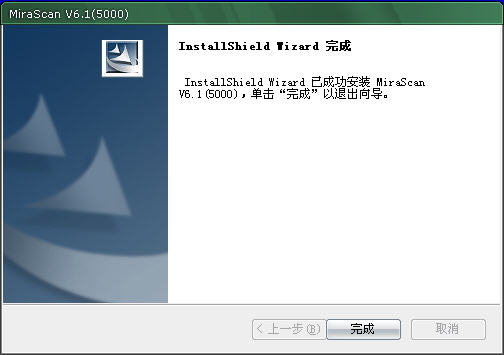 MiraScan V6.1(5000)
InstallShield Wizard 完成
InstallShield Wizard 已成功安装 MiraScan
V6.1(5000)，单击“完成”以退出向导。
< 上一步(B)
完成
取消